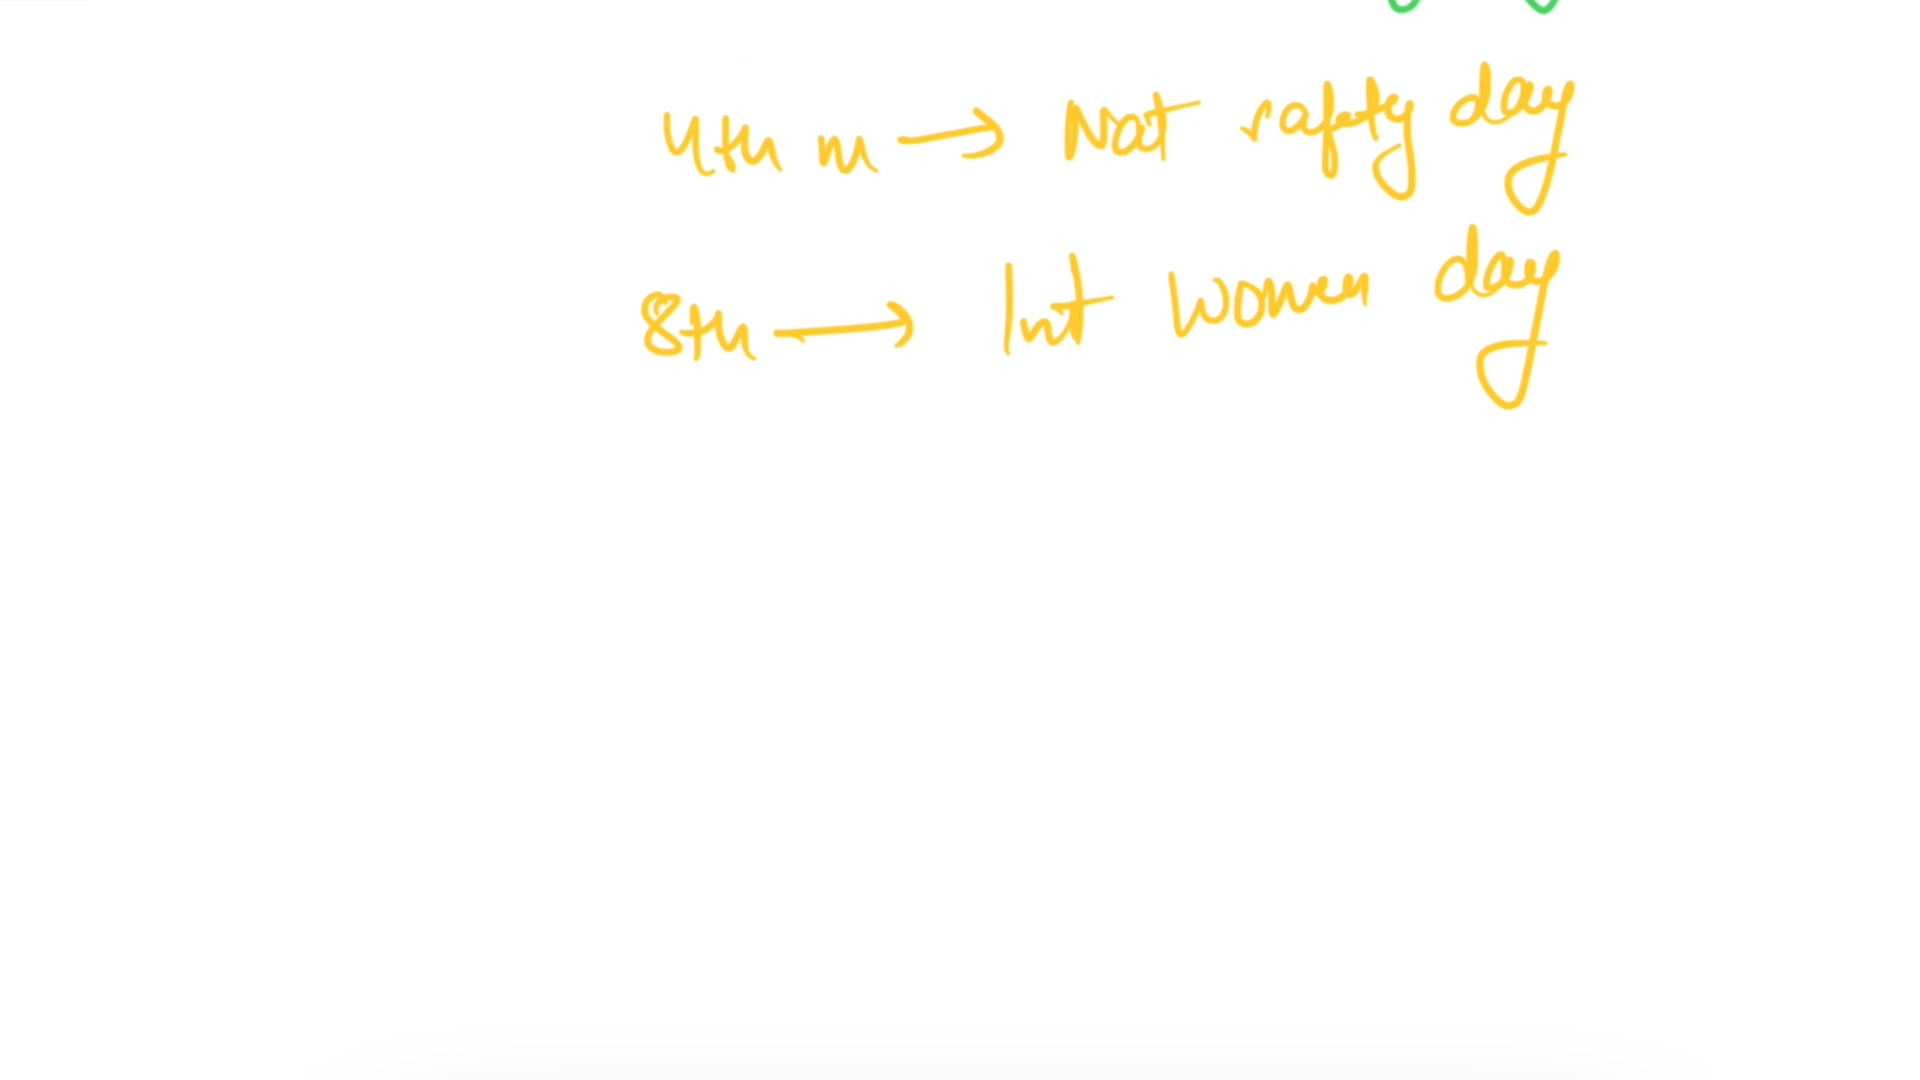 4th m → Nat safety day
8th → Int women day